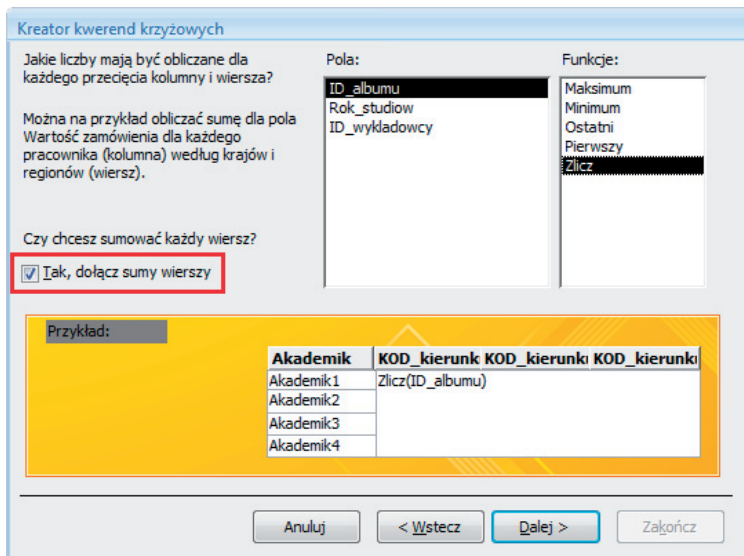 Kreator kwerend krzyżowych
Jakie liczby mają być obliczane dla
każdego przecięcia kolumny i wiersza?
Można na przykład obliczać sumę dla pola
Wartość zamówienia dla każdego
pracownika (kolumna) według krajów i
regionów (wiersz).
Czy chcesz sumować każdy wiersz?
Tak, dołącz sumy wierszy
Pola:
ID_albumu
Rok_studiow
ID_wykladowcy
Funkcje:
Maksimum
Minimum
Ostatni
Pierwszy
Zlicz
Przykład:
Akademik KOD_kierunk KOD_kierunk KOD_kierunk
Akademik1 Zlicz(ID_albumu)
Akademik2
Akademik3
Akademik4
Anuluj < Wstecz Dalej > Zakończ